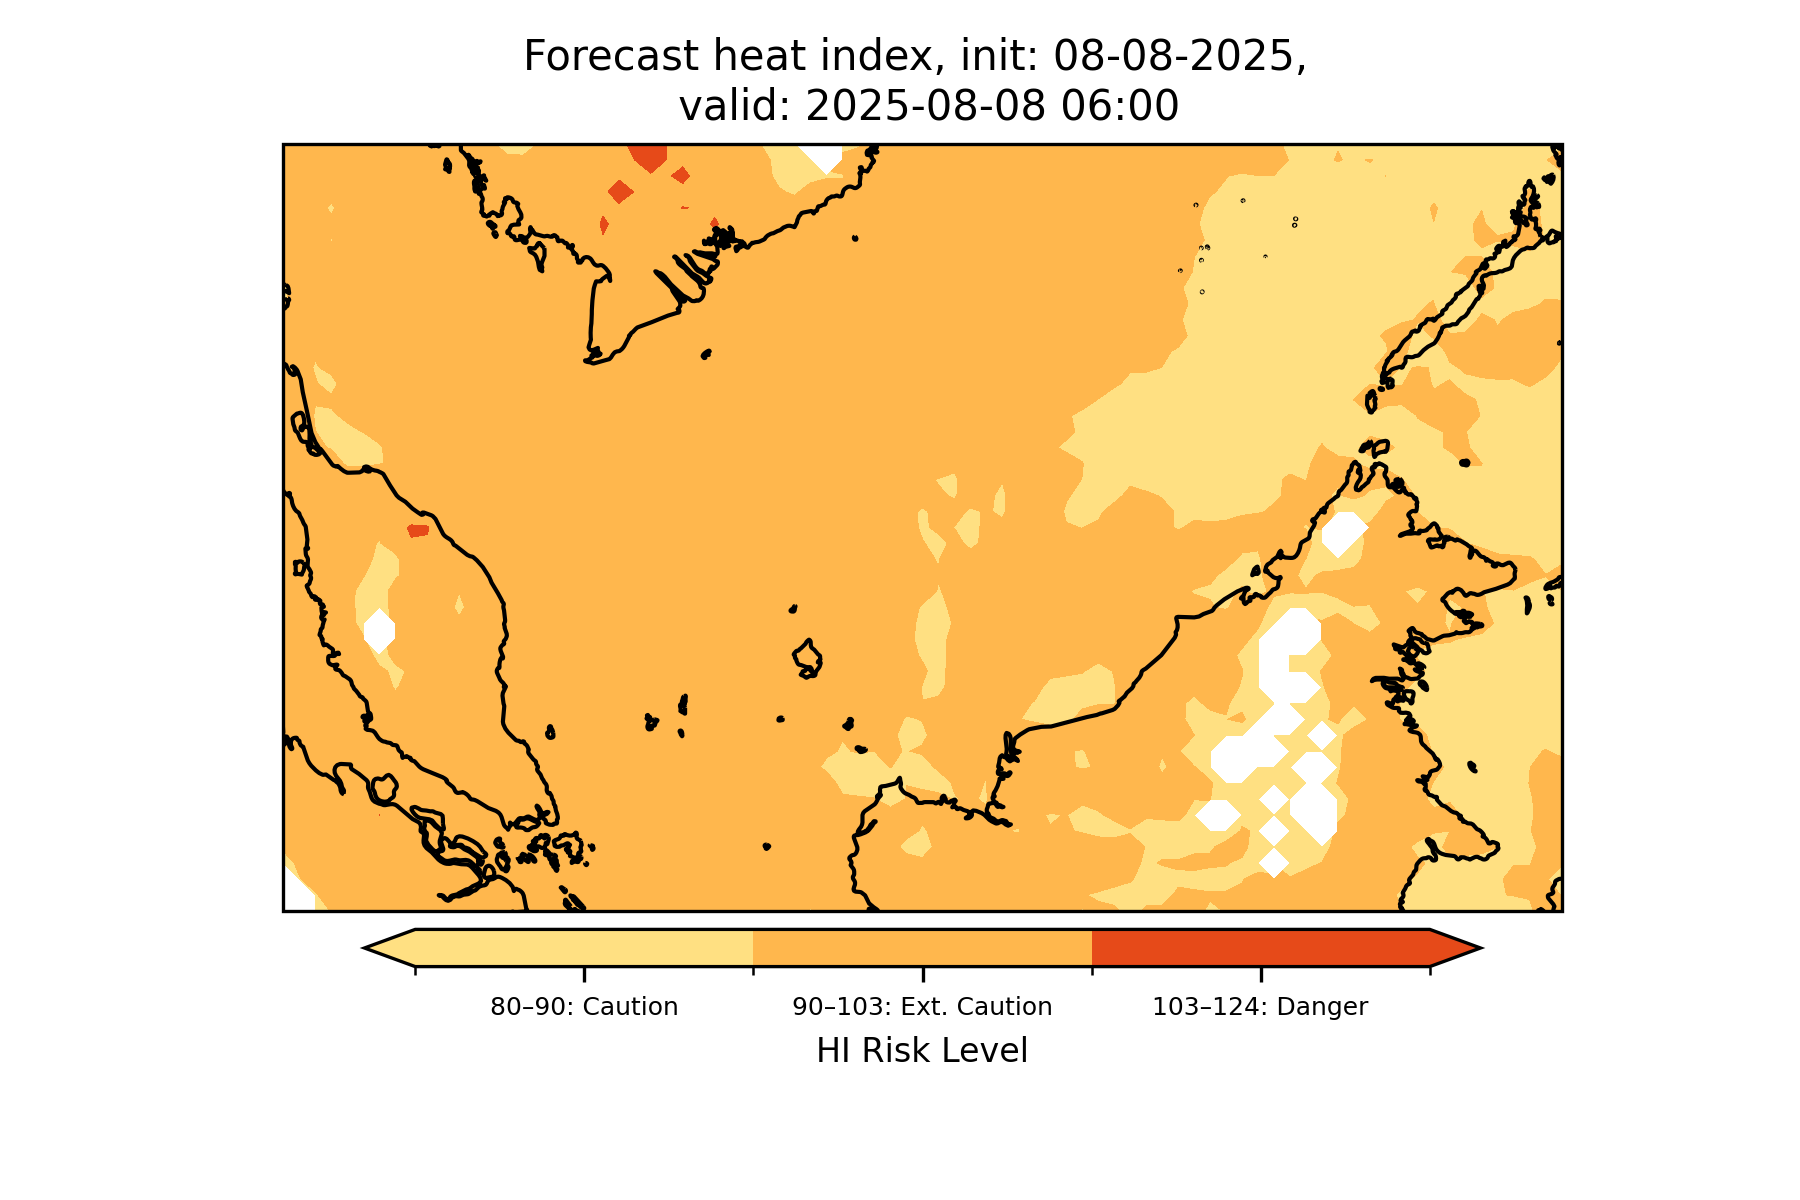 Forecast heat index, init: 08-08-2025,
valid: 2025-08-08 06:00
80–90: Caution
90–103: Ext. Caution
103–124: Danger
HI Risk Level